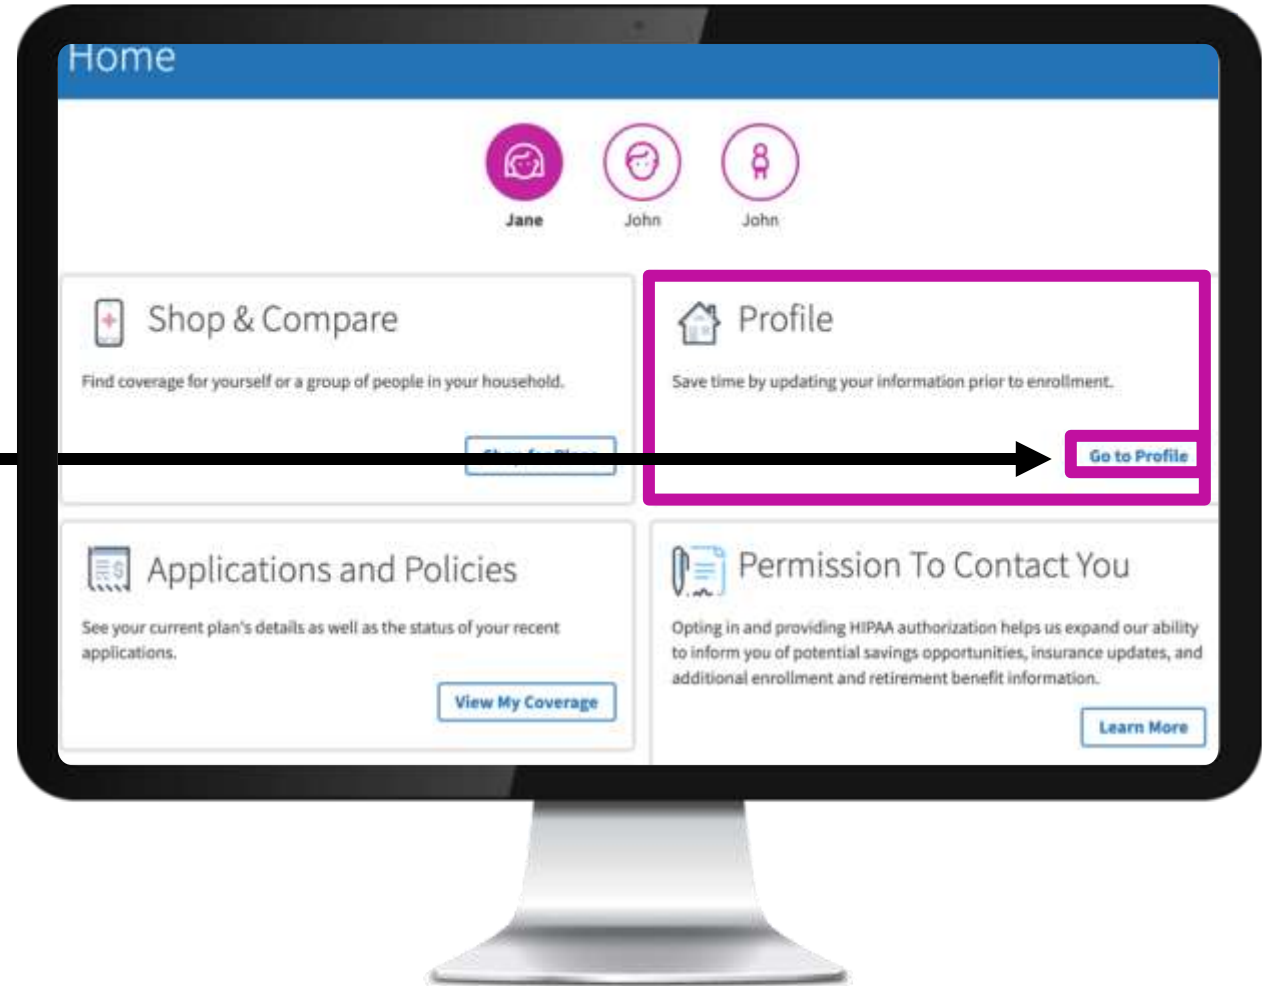 Home
Jane
John
John
Shop & Compare
Find coverage for yourself or a group of people in your household.
Profile
Save time by updating your information prior to enrollment.
Go to Profile
Applications and Policies
See your current plan's details as well as the status of your recent
applications.
View My Coverage
Permission To Contact You
Opting in and providing HIPAA authorization helps us expand our ability
to inform you of potential savings opportunities, insurance updates, and
additional enrollment and retirement benefit information.
Learn More